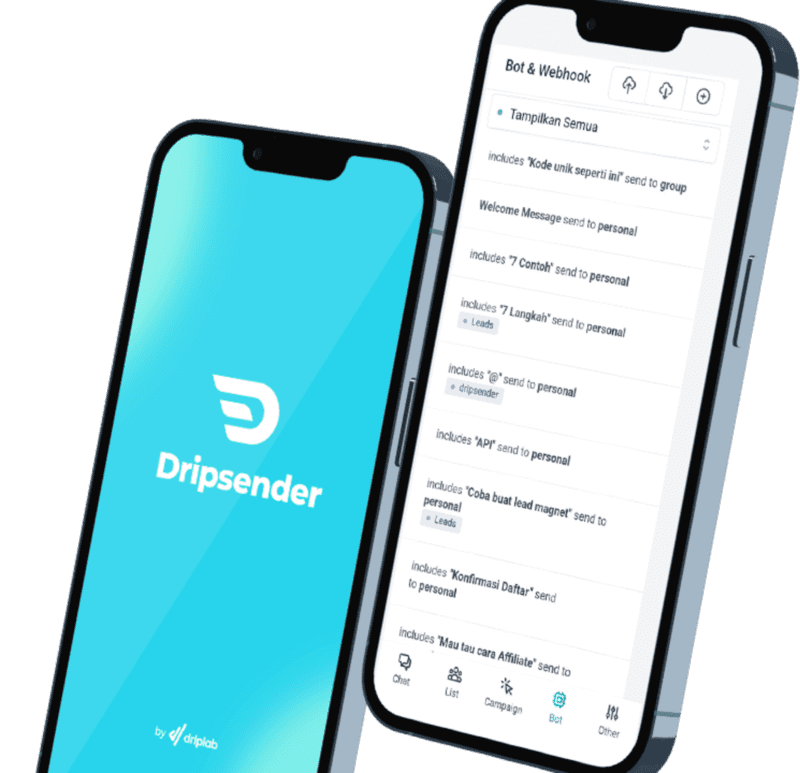 Dripsender
by driplab
Bot & Webhook
Tampilkan Semua
includes "Kode unik seperti ini" send to group
Welcome Message send to personal
includes "7 Contoh" send to personal
includes "7 Langkah" send to personal
Leads
includes "@" send to personal
dripsender
includes "API" send to personal
includes "Coba buat lead magnet" send to
personal
Leads
includes "Konfirmasi Daftar" send
to personal
includes "Mau tau cara Affiliate" send to
Chat
List
Campaign
Bot
Other